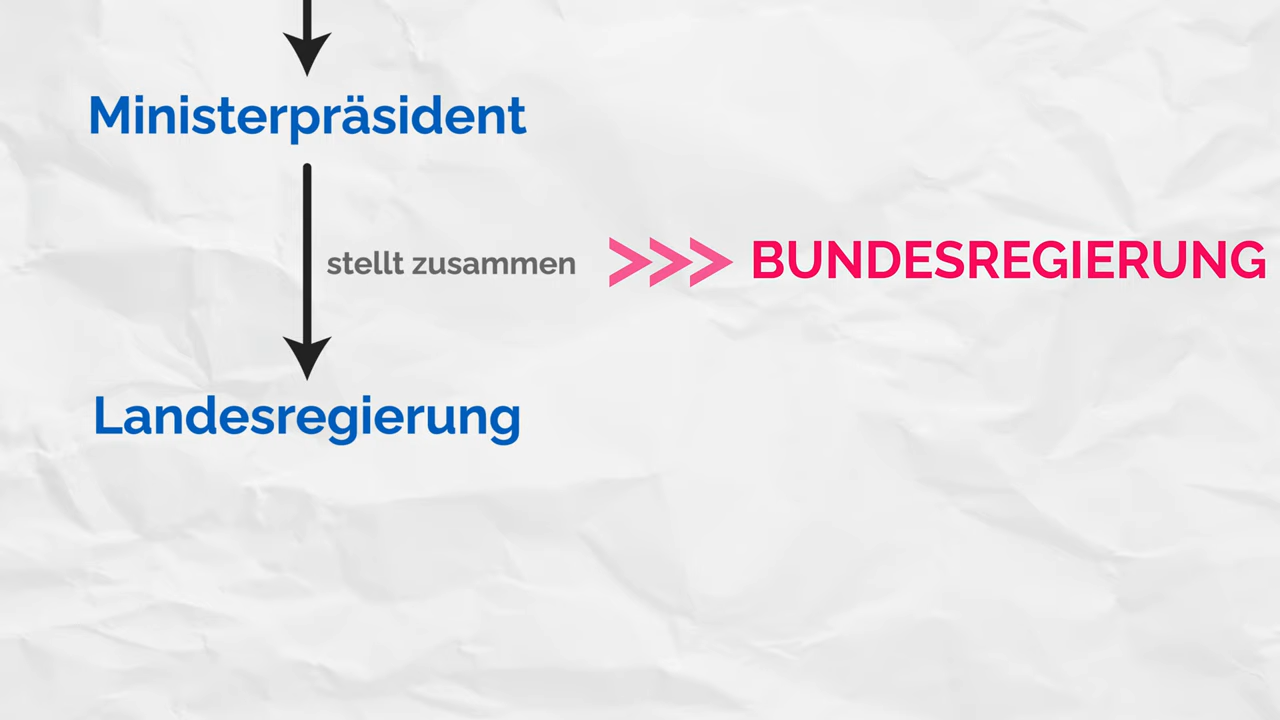 Ministerpräsident
stellt zusammen
BUNDESREGIERUNG
Landesregierung